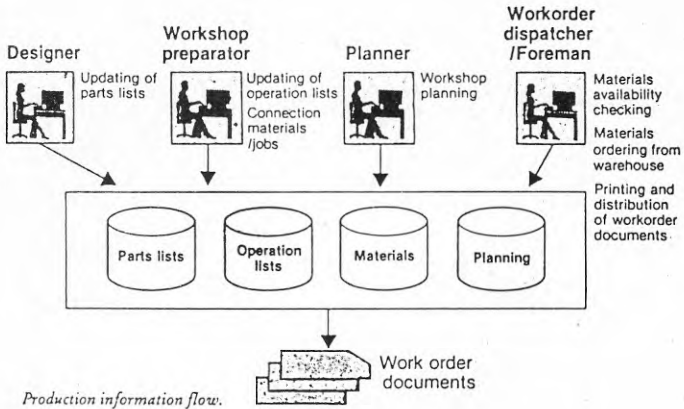 Designer
Updating of
parts lists
Workshop
preparator
Updating of
operation lists
Connection
materials
/jobs
Planner
Workshop
planning
Workorder
dispatcher
/Foreman
Materials
availability
checking
Materials
ordering from
warehouse
Printing and
distribution
of workorder
documents
Parts lists
Operation
lists
Materials
Planning
Work order
documents
Production information flow.